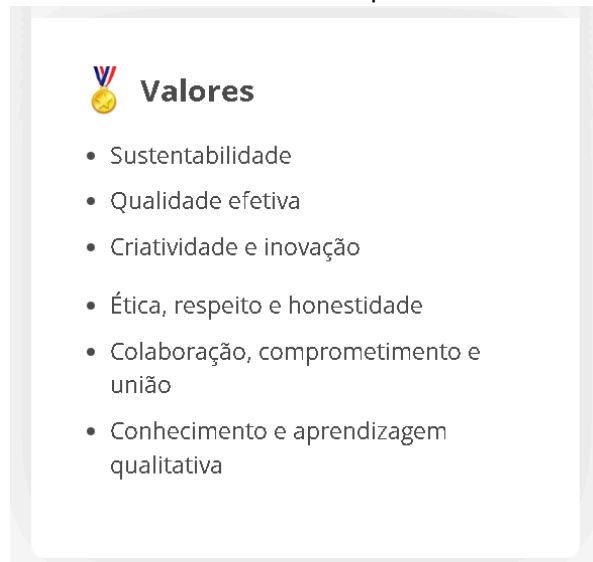 Valores
• Sustentabilidade
• Qualidade efetiva
• Criatividade e inovação
• Ética, respeito e honestidade
• Colaboração, comprometimento e
união
• Conhecimento e aprendizagem
qualitativa